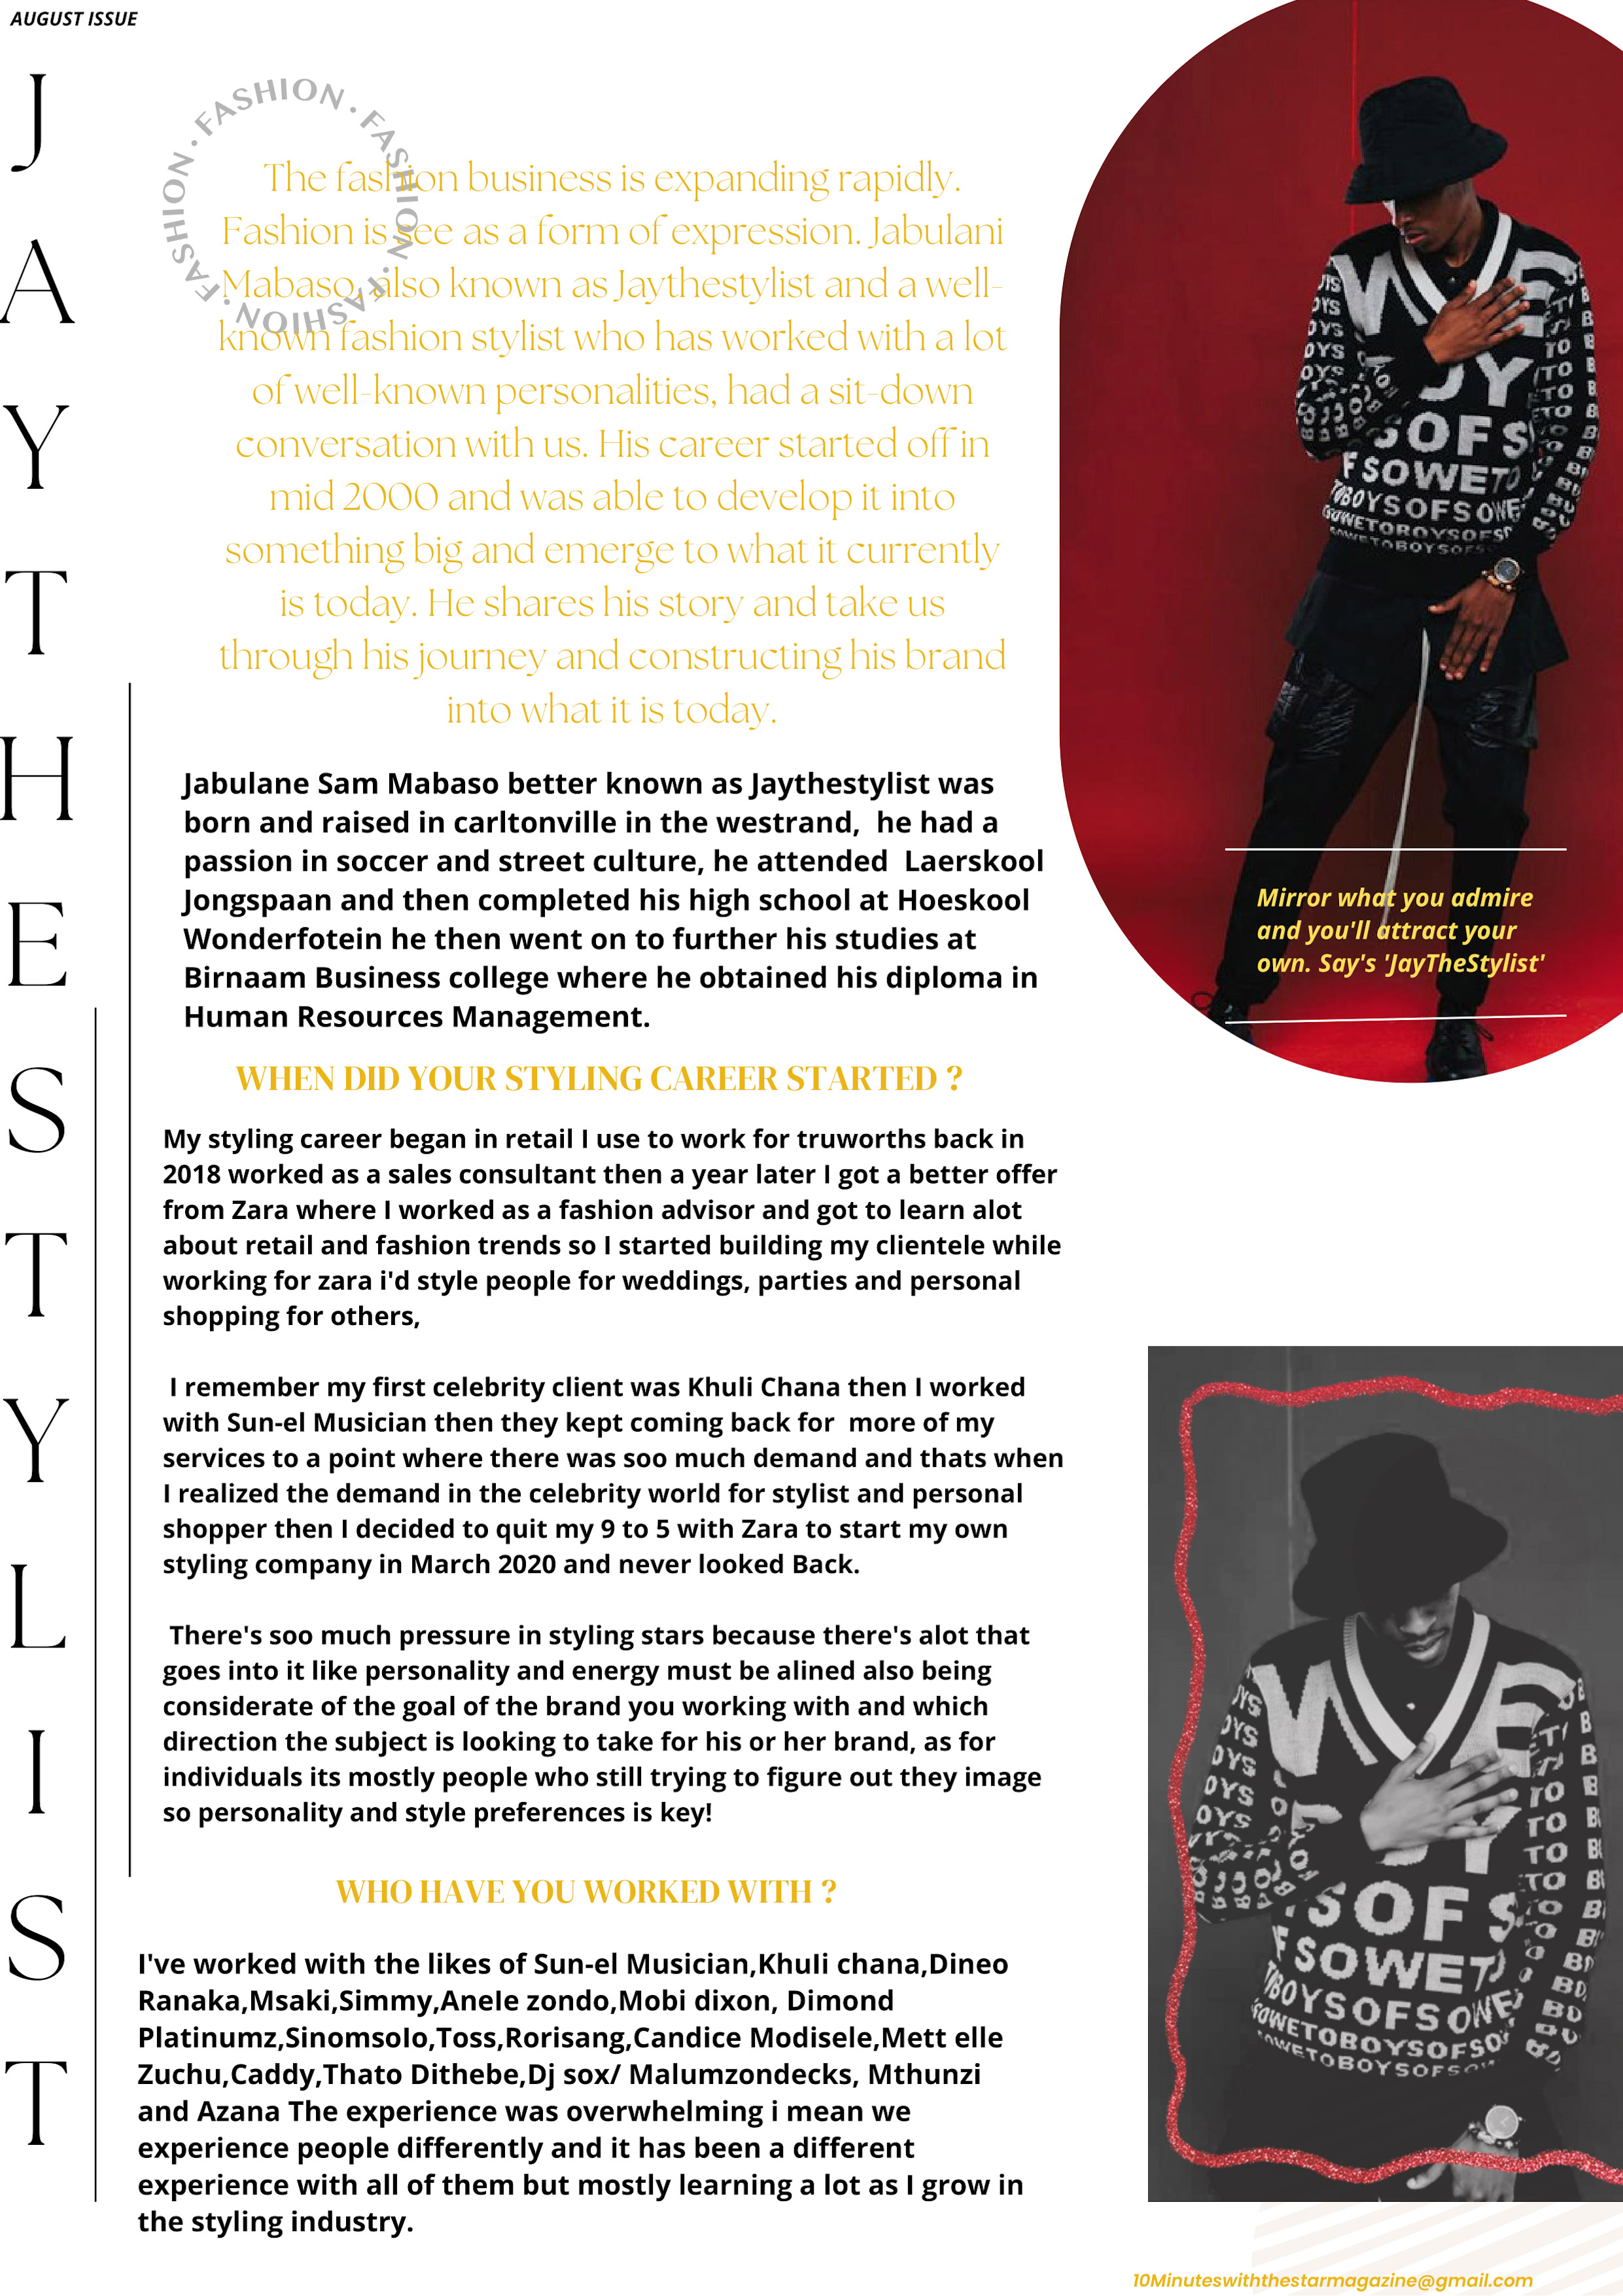 AUGUST ISSUE
JAYTHESTYLIST
FASHION • FASHION • FASHION • FASHION •
The fashion business is expanding rapidly.
Fashion is see as a form of expression. Jabulani
Mabaso, also known as Jaythestylist and a well-
known fashion stylist who has worked with a lot
of well-known personalities, had a sit-down
conversation with us. His career started off in
mid 2000 and was able to develop it into
something big and emerge to what it currently
is today. He shares his story and take us
through his journey and constructing his brand
into what it is today.
Jabulane Sam Mabaso better known as Jaythestylist was
born and raised in carltonville in the westrand,  he had a
passion in soccer and street culture, he attended  Laerskool
Jongspaan and then completed his high school at Hoeskool
Wonderfotein he then went on to further his studies at
Birnaam Business college where he obtained his diploma in
Human Resources Management.
WHEN DID YOUR STYLING CAREER STARTED ?
My styling career began in retail I use to work for truworths back in
2018 worked as a sales consultant then a year later I got a better offer
from Zara where I worked as a fashion advisor and got to learn alot
about retail and fashion trends so I started building my clientele while
working for zara i'd style people for weddings, parties and personal
shopping for others,
I remember my first celebrity client was Khuli Chana then I worked
with Sun-el Musician then they kept coming back for  more of my
services to a point where there was soo much demand and thats when
I realized the demand in the celebrity world for stylist and personal
shopper then I decided to quit my 9 to 5 with Zara to start my own
styling company in March 2020 and never looked Back.
There's soo much pressure in styling stars because there's alot that
goes into it like personality and energy must be alined also being
considerate of the goal of the brand you working with and which
direction the subject is looking to take for his or her brand, as for
individuals its mostly people who still trying to figure out they image
so personality and style preferences is key!
WHO HAVE YOU WORKED WITH ?
I've worked with the likes of Sun-el Musician,Khuli chana,Dineo
Ranaka,Msaki,Simmy,Anele zondo,Mobi dixon, Dimond
Platinumz,Sinomsolo,Toss,Rorisang,Candice Modisele,Mett elle
Zuchu,Caddy,Thato Dithebe,Dj sox/ Malumzondecks, Mthunzi
and Azana The experience was overwhelming i mean we
experience people differently and it has been a different
experience with all of them but mostly learning a lot as I grow in
the styling industry.
Mirror what you admire
and you'll attract your
own. Say's 'JayTheStylist'
SOFS
F SOWETO
BOYSOFSOWE
SOWETOBOYSOFS
SOFS
F SOWET
BOYSOFSOWE
OWETOBOYSOFSO
10Minuteswiththestarmagazine@gmail.com